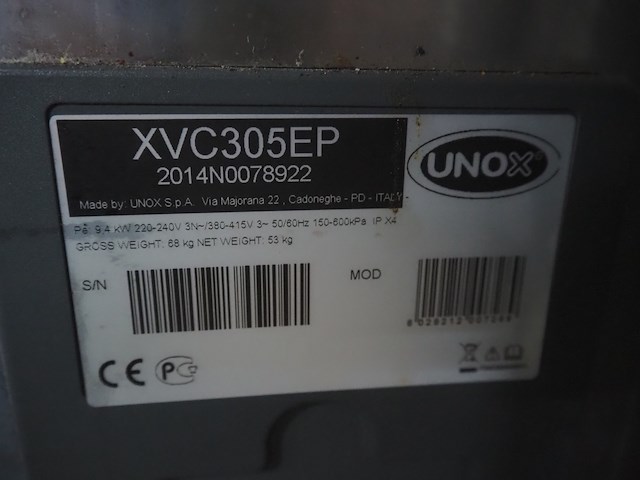 XVC305EP
2014N0078922
UNOX
Made by: UNOX S.p.A. Via Majorana 22 , Cadoneghe - PD - ITALY
Pe: 9,4 kW 220-240V 3N~/380-415V 3~ 50/60Hz 150-600kPa IP X4
GROSS WEIGHT: 68 kg NET WEIGHT: 53 kg
S/N
MOD
CE